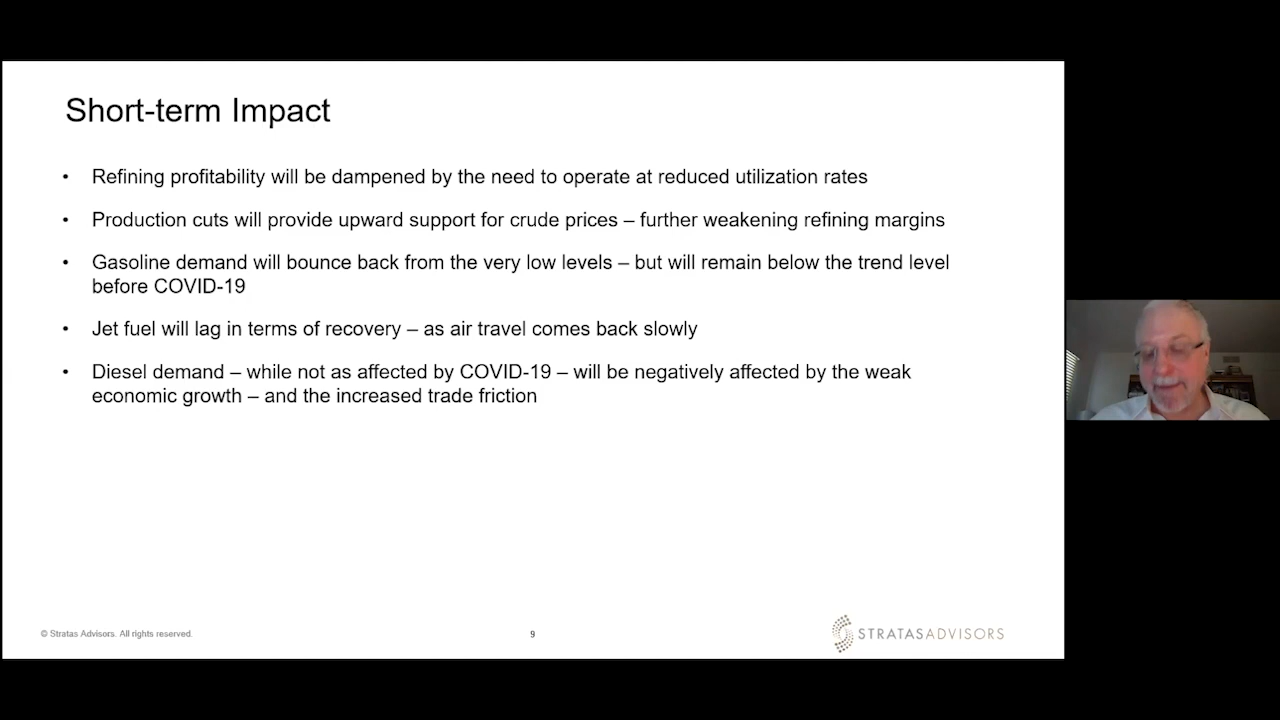 Short-term Impact
• Refining profitability will be dampened by the need to operate at reduced utilization rates
• Production cuts will provide upward support for crude prices – further weakening refining margins
• Gasoline demand will bounce back from the very low levels – but will remain below the trend level
before COVID-19
• Jet fuel will lag in terms of recovery – as air travel comes back slowly
• Diesel demand – while not as affected by COVID-19 – will be negatively affected by the weak
economic growth – and the increased trade friction
© Stratas Advisors. All rights reserved.
9
STRATASADVISORS